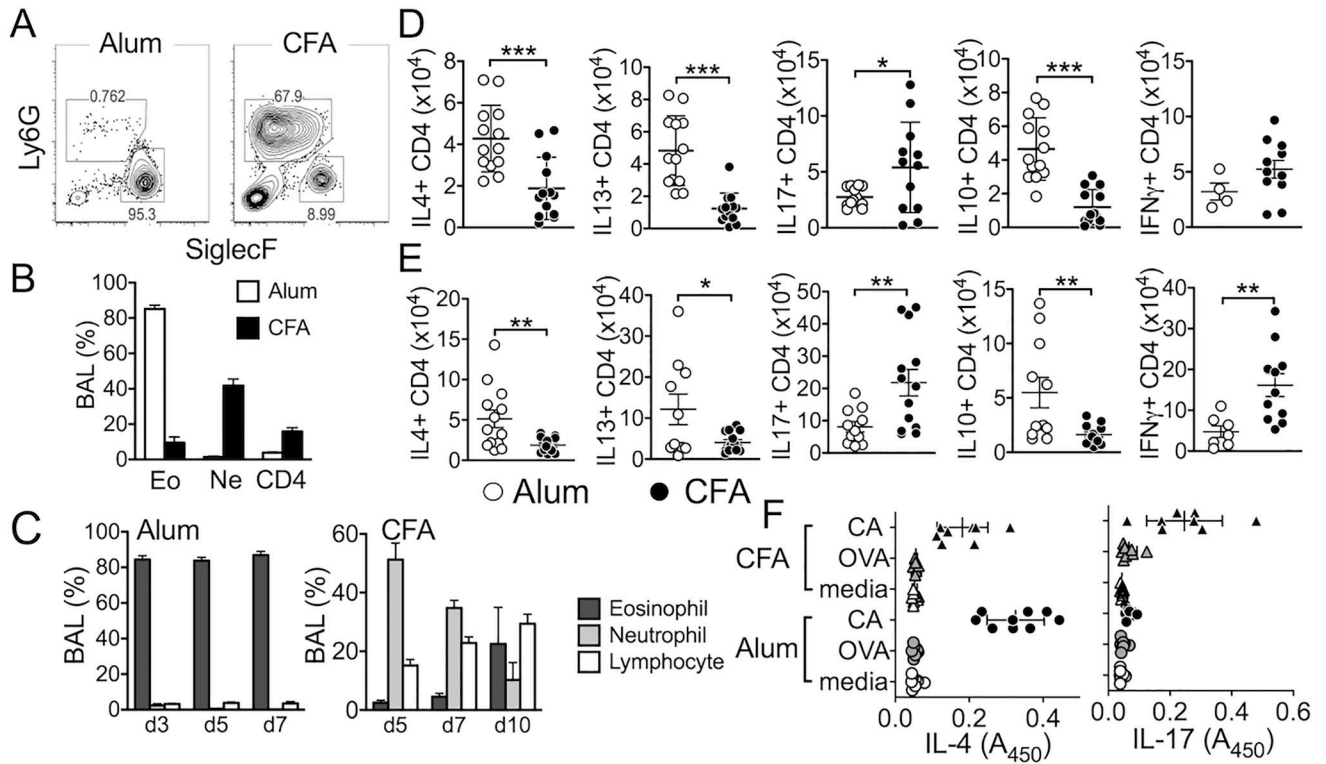 A
Alum
CFA
Ly6G
0.762
67.9
95.3
8.99
SiglecF
B
BAL (%)
100
80
60
40
20
0
Alum
CFA
Eo Ne CD4
C
Alum
BAL (%)
100
80
60
40
20
0
d3 d5 d7
CFA
BAL (%)
60
40
20
0
d5 d7 d10
Eosinophil
Neutrophil
Lymphocyte
D
IL4+ CD4 (x10⁴)
8
6
4
2
0
***
IL13+ CD4 (x10⁴)
10
8
6
4
2
0
***
IL17+ CD4 (x10⁴)
15
10
5
0
*
IL10+ CD4 (x10⁴)
10
8
6
4
2
0
***
IFNγ+ CD4 (x10⁴)
15
10
5
0
E
IL4+ CD4 (x10⁴)
20
15
10
5
0
**
IL13+ CD4 (x10⁴)
40
30
20
10
0
*
IL17+ CD4 (x10⁴)
50
40
30
20
10
0
**
IL10+ CD4 (x10⁴)
15
10
5
0
**
IFNγ+ CD4 (x10⁴)
40
30
20
10
0
**
Alum CFA
F
CFA
CA
OVA
media
Alum
CA
OVA
media
0.0 0.2 0.4
IL-4 (A₄₅₀)
0.0 0.2 0.4 0.6
IL-17 (A₄₅₀)